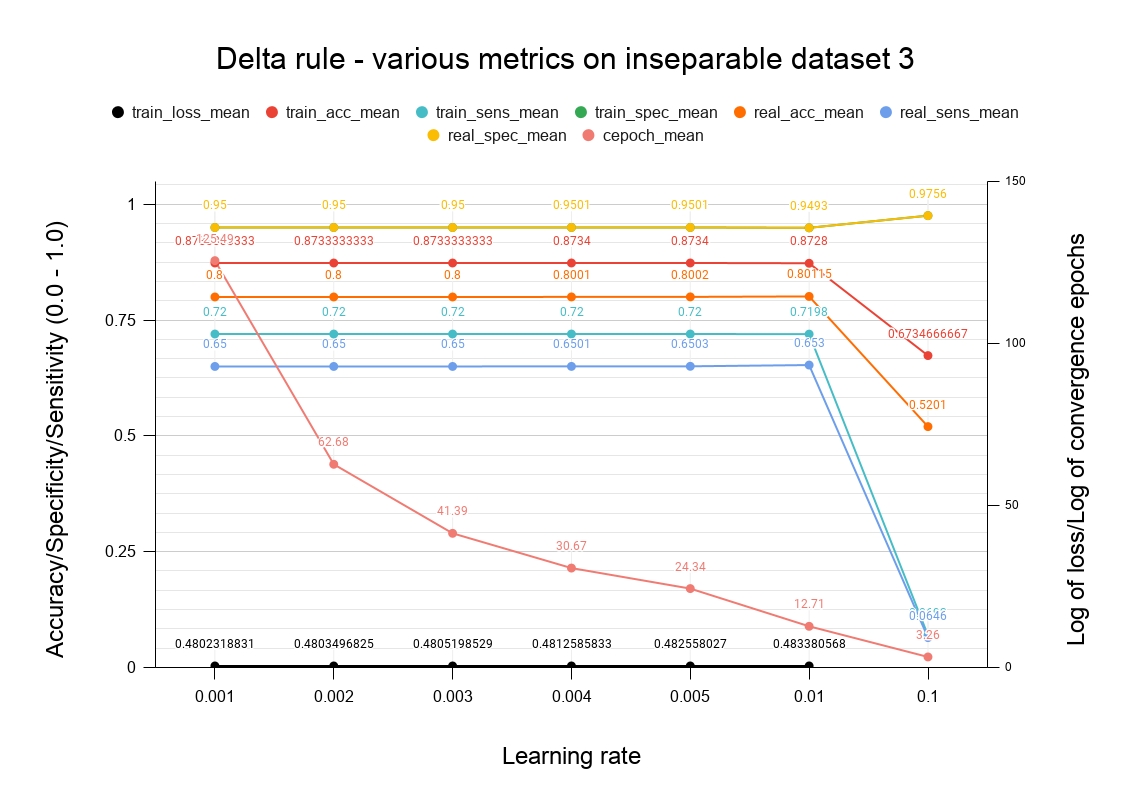 Delta rule - various metrics on inseparable dataset 3
train_loss_mean train_acc_mean train_sens_mean train_spec_mean real_acc_mean real_sens_mean
real_spec_mean cepoch_mean
Accuracy/Specificity/Sensitivity (0.0 - 1.0)
Log of loss/Log of convergence epochs
150
0.9756
1 0.95 0.95 0.95 0.9501 0.9501 0.9493
125.49 0.8733333333 0.8733333333 0.8734 0.8734 0.8728
0.8 0.8 0.8 0.8001 0.8002 0.80115
0.6734666667
0.75 0.72 0.72 0.72 0.72 0.72 0.7198
0.65 0.65 0.65 0.6501 0.6503 0.653 100
0.5201
0.5 62.68
41.39 50
0.25 30.67
24.34
12.71 0.0646
3.26
0.4802318831 0.4803496825 0.4805198529 0.4812585833 0.482558027 0.483380568
0 0
0.001 0.002 0.003 0.004 0.005 0.01 0.1
Learning rate